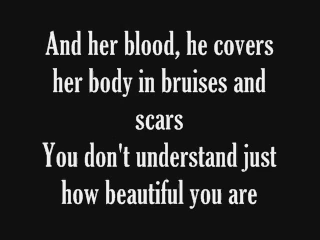 And her blood, he covers
her body in bruises and
scars
You don't understand just
how beautiful you are